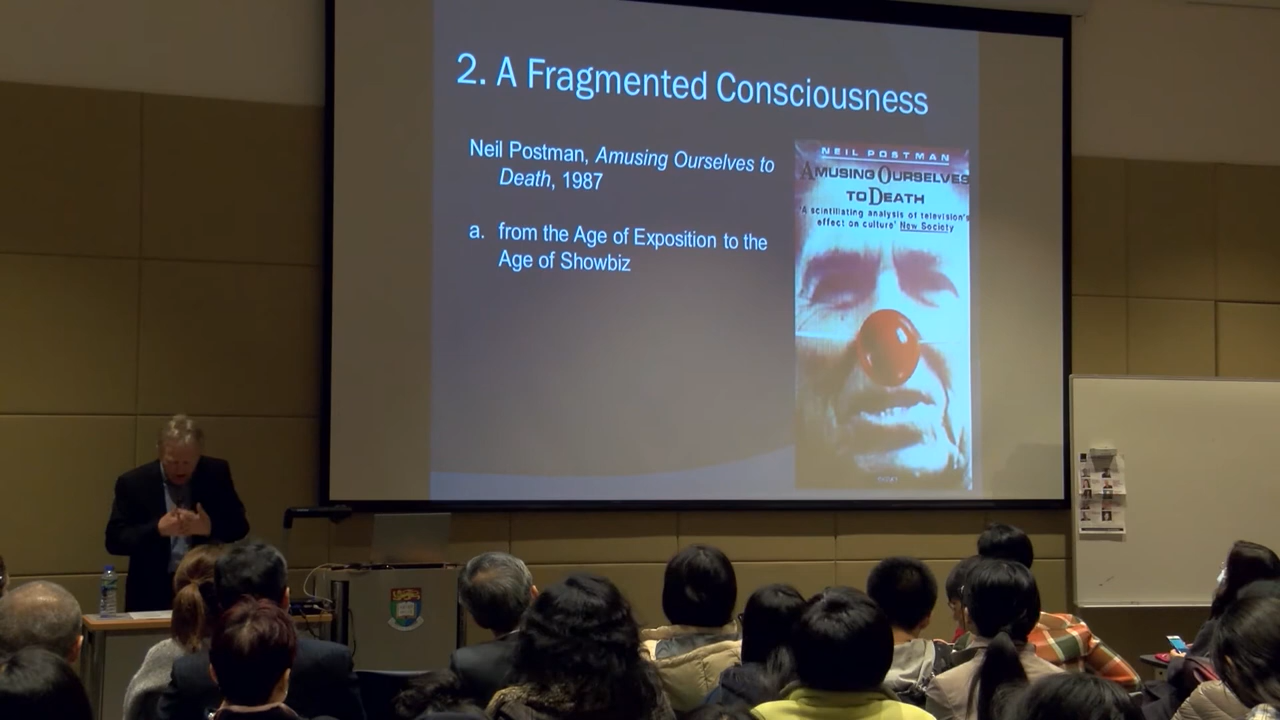 2. A Fragmented Consciousness
Neil Postman, Amusing Ourselves to
Death, 1987
a. from the Age of Exposition to the
Age of Showbiz
NEIL POSTMAN
AMUSING OURSELVES
TO DEATH
'A scintillating analysis of television's
effect on culture' New Society